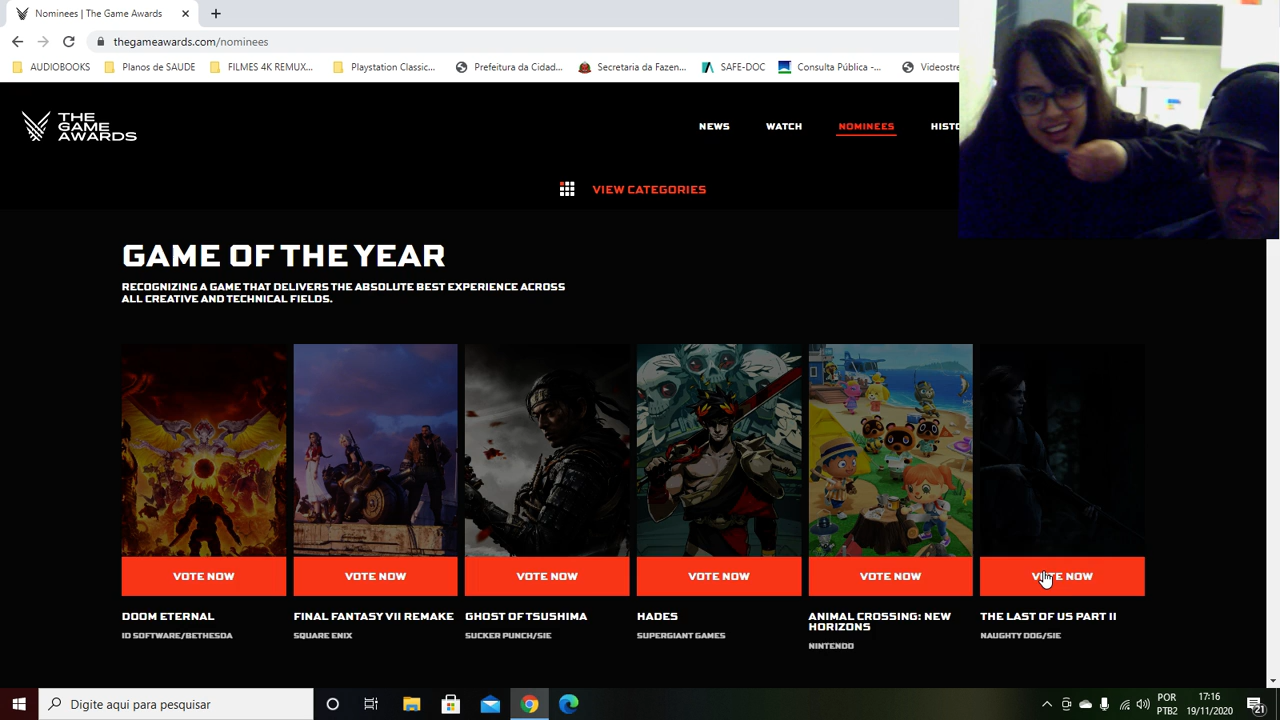 Nominees | The Game Awards
thegameawards.com/nominees
AUDIOBOOKS Planos de SAUDE FILMES 4K REMUX... Playstation Classic... Prefeitura da Cidad... Secretaria da Fazen... SAFE-DOC Consulta Pública -... Videostre
THE
GAME
AWARDS
NEWS WATCH NOMINEES HISTO
VIEW CATEGORIES
GAME OF THE YEAR
RECOGNIZING A GAME THAT DELIVERS THE ABSOLUTE BEST EXPERIENCE ACROSS
ALL CREATIVE AND TECHNICAL FIELDS.
VOTE NOW VOTE NOW VOTE NOW VOTE NOW VOTE NOW VOTE NOW
DOOM ETERNAL
ID SOFTWARE/BETHESDA
FINAL FANTASY VII REMAKE
SQUARE ENIX
GHOST OF TSUSHIMA
SUCKER PUNCH/SIE
HADES
SUPERGIANT GAMES
ANIMAL CROSSING: NEW
HORIZONS
NINTENDO
THE LAST OF US PART II
NAUGHTY DOG/SIE
Digite aqui para pesquisar
POR
PTB2
17:16
19/11/2020
21